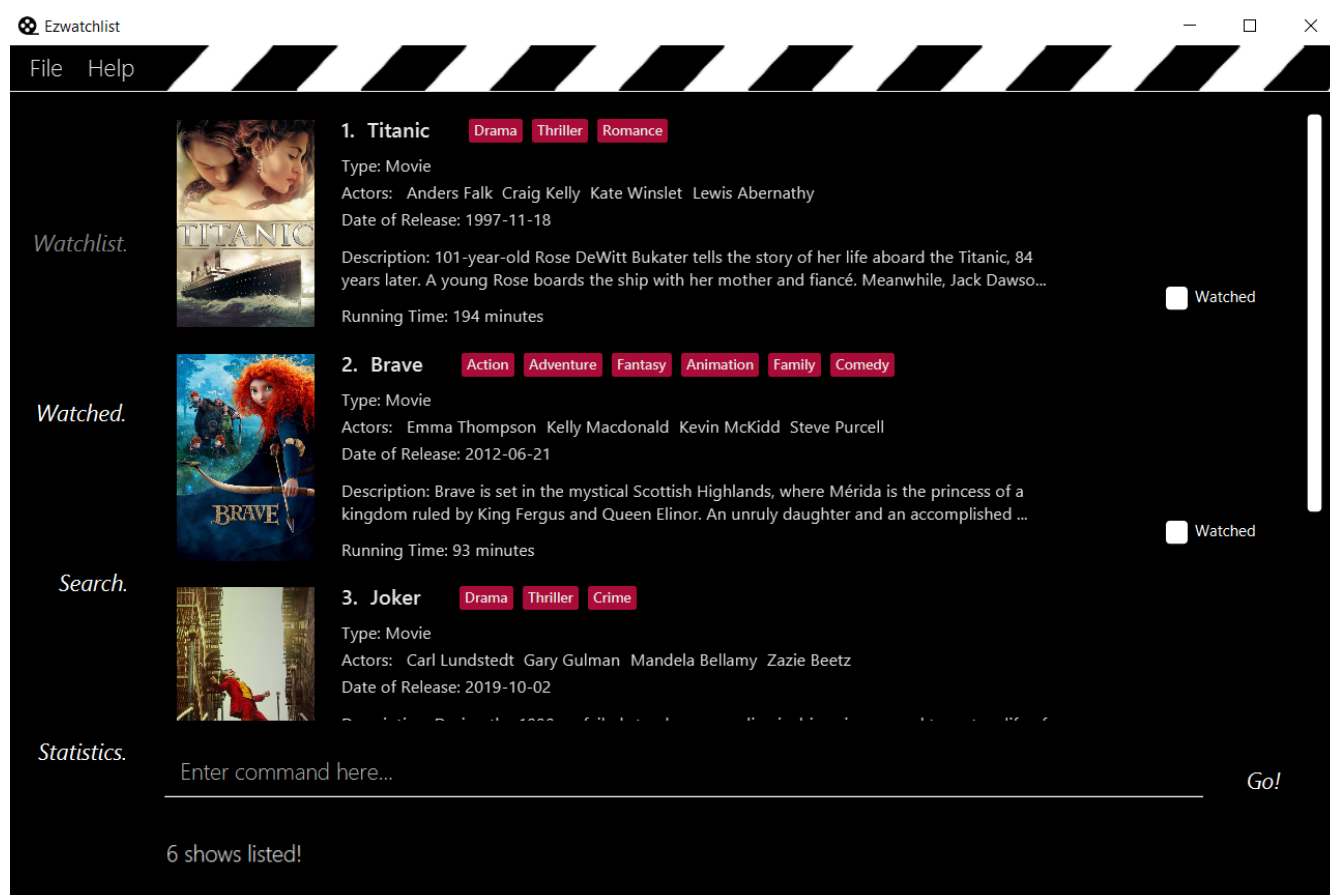 Ezwatchlist
File Help
Watchlist.
Watched.
Search.
Statistics.
TITANIC
1. Titanic Drama Thriller Romance
Type: Movie
Actors: Anders Falk Craig Kelly Kate Winslet Lewis Abernathy
Date of Release: 1997-11-18
Description: 101-year-old Rose DeWitt Bukater tells the story of her life aboard the Titanic, 84
years later. A young Rose boards the ship with her mother and fiancé. Meanwhile, Jack Dawso...
Running Time: 194 minutes
Watched
BRAVE
2. Brave Action Adventure Fantasy Animation Family Comedy
Type: Movie
Actors: Emma Thompson Kelly Macdonald Kevin McKidd Steve Purcell
Date of Release: 2012-06-21
Description: Brave is set in the mystical Scottish Highlands, where Mérida is the princess of a
kingdom ruled by King Fergus and Queen Elinor. An unruly daughter and an accomplished ...
Running Time: 93 minutes
Watched
3. Joker Drama Thriller Crime
Type: Movie
Actors: Carl Lundstedt Gary Gulman Mandela Bellamy Zazie Beetz
Date of Release: 2019-10-02
Enter command here...
Go!
6 shows listed!